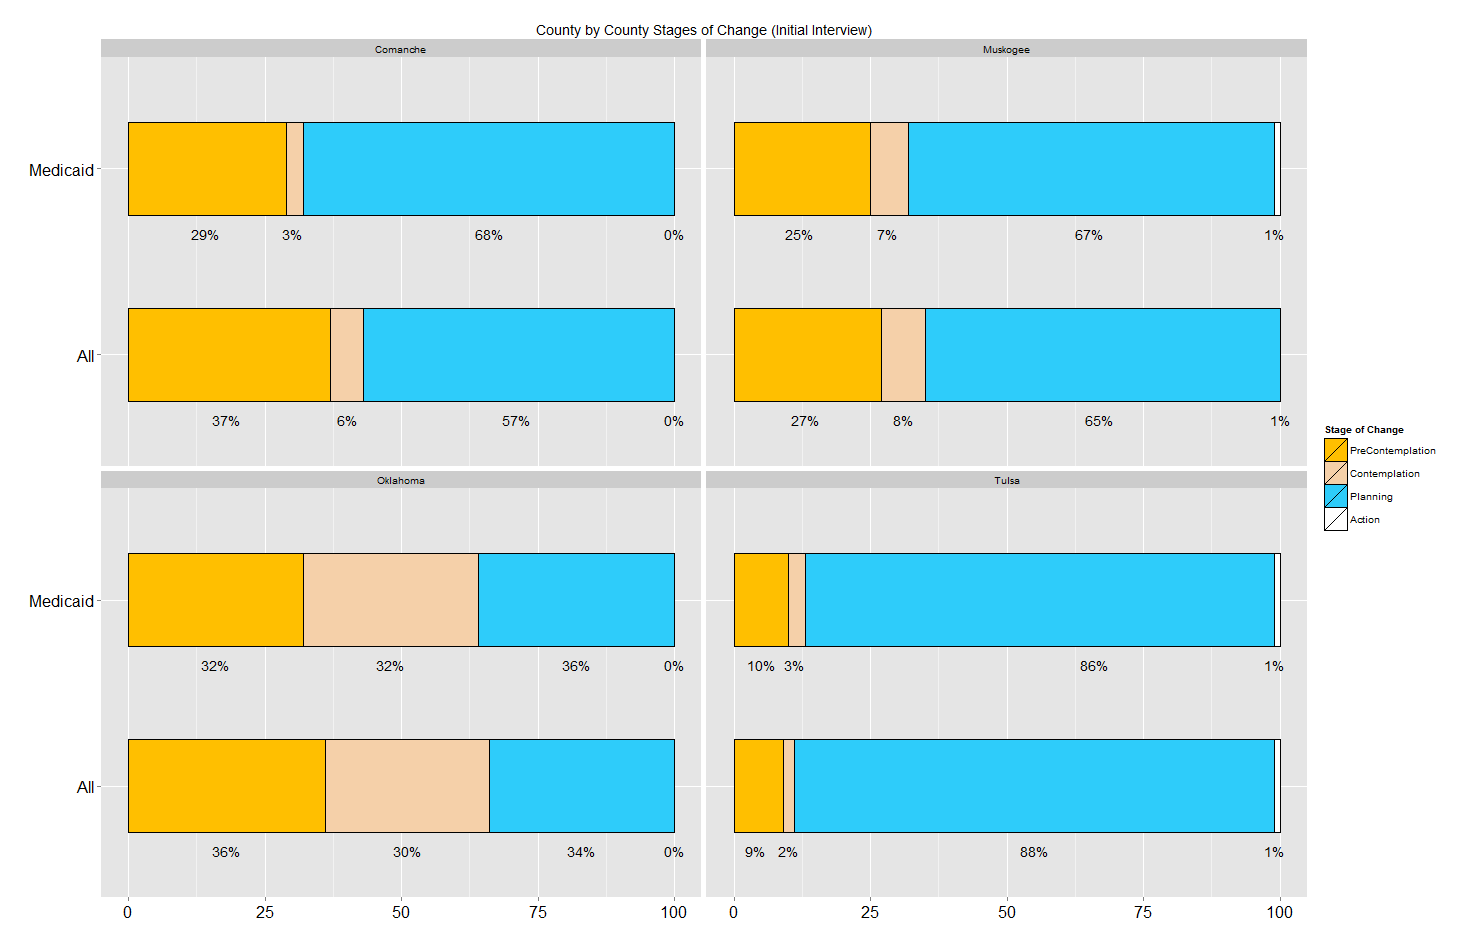 County by County Stages of Change (Initial Interview)
Comanche
Muskogee
Medicaid
29% 3% 68% 0%
25% 7% 67% 1%
All
37% 6% 57% 0%
27% 8% 65% 1%
Stage of Change
PreContemplation
Contemplation
Planning
Action
Oklahoma
Tulsa
Medicaid
32% 32% 36% 0%
10% 3% 86% 1%
All
36% 30% 34% 0%
9% 2% 88% 1%
0 25 50 75 100
0 25 50 75 100